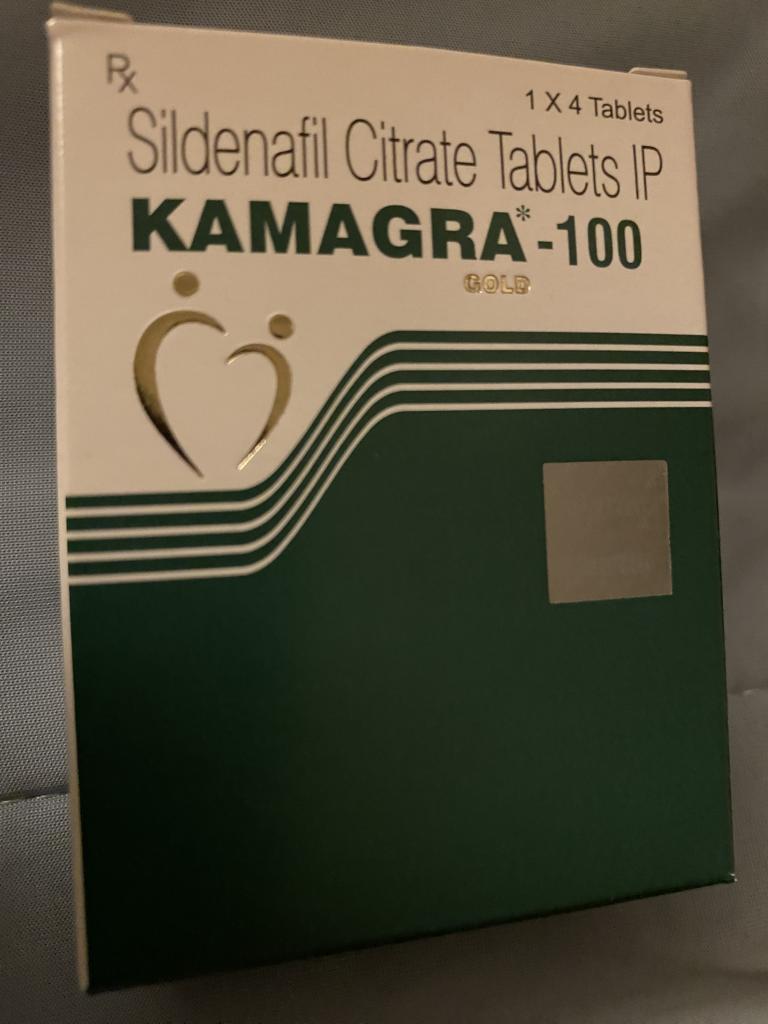 Rx
1 X 4 Tablets
Sildenafil Citrate Tablets IP
KAMAGRA*-100
GOLD